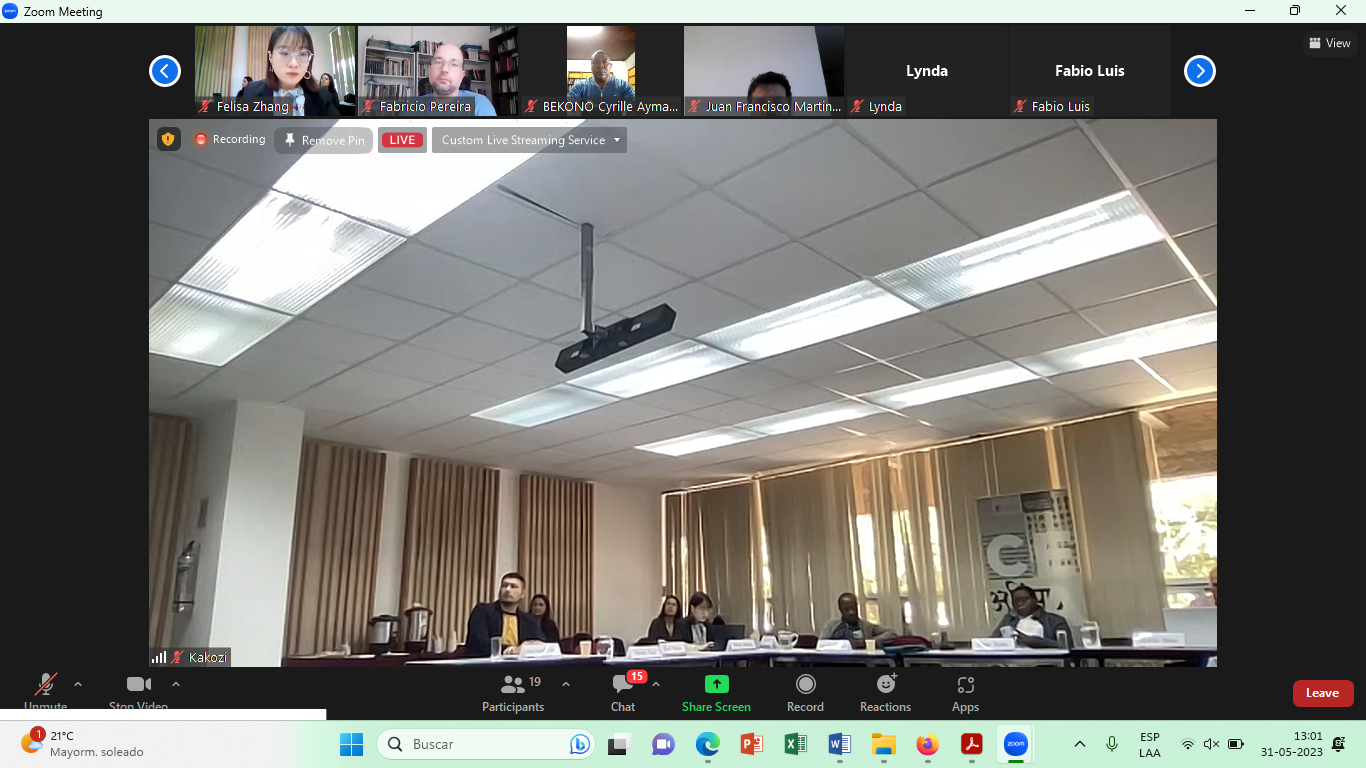 Zoom Meeting
Felisa Zhang
Fabricio Pereira
BEKONO Cyrille Ayma...
Juan Francisco Martin...
Lynda
Lynda
Fabio Luis
Fabio Luis
View
Recording
Remove Pin
LIVE
Custom Live Streaming Service
C
Kakozi
Unmute
Stop Video
19
Participants
15
Chat
Share Screen
Record
Reactions
Apps
Leave
1
21°C
Mayorm. soleado
Buscar
zoom
ESP
LAA
13:01
31-05-2023